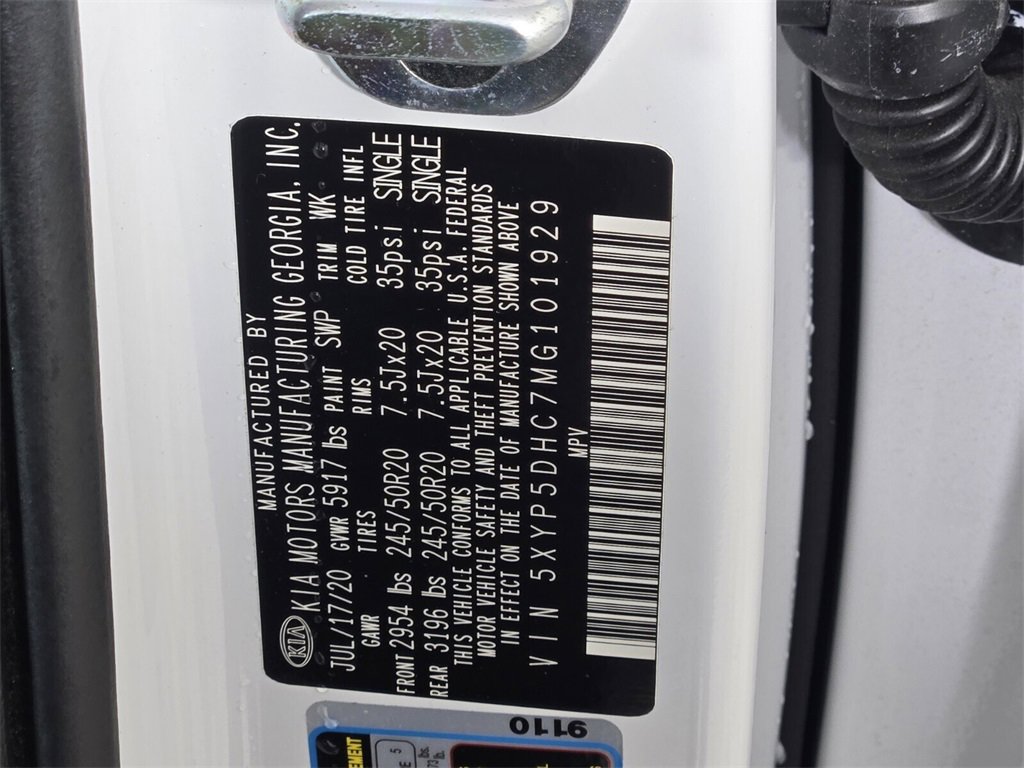 MANUFACTURED BY
KIA KIA MOTORS MANUFACTURING GEORGIA, INC.
JUL/17/20 GVWR 5917 lbs PAINT SWP TRIM WK
GAWR TIRES RIMS COLD TIRE INFL
FRONT 2954 lbs 245/50R20 7.5Jx20 35psi SINGLE
REAR 3196 lbs 245/50R20 7.5Jx20 35psi SINGLE
THIS VEHICLE CONFORMS TO ALL APPLICABLE U.S.A. FEDERAL
MOTOR VEHICLE SAFETY AND THEFT PREVENTION STANDARDS
IN EFFECT ON THE DATE OF MANUFACTURE SHOWN ABOVE
VIN 5XYP5DHC7MG101929
MPV
9110
5